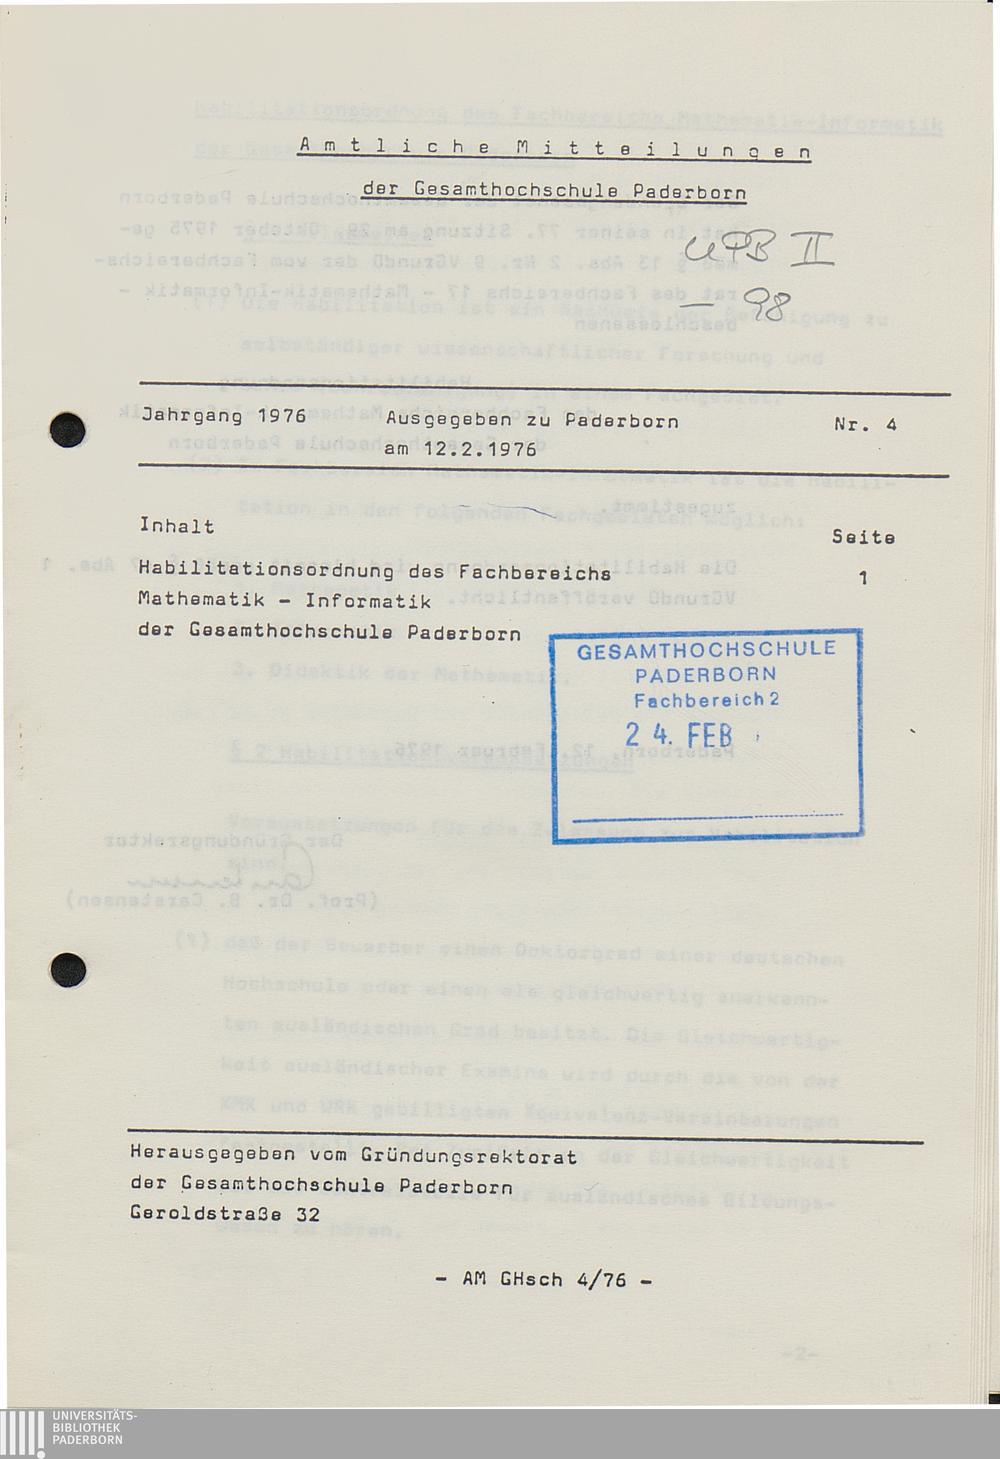 A m t l i c h e   M i t t e i l u n g e n
der Gesamthochschule Paderborn
UPB II
- 98
Jahrgang 1976 Ausgegeben zu Paderborn Nr. 4
am 12.2.1976
Inhalt Seite
Habilitationsordnung des Fachbereichs 1
Mathematik - Informatik
der Gesamthochschule Paderborn
GESAMTHOCHSCHULE
PADERBORN
Fachbereich 2
24. FEB
Herausgegeben vom Gründungsrektorat
der Gesamthochschule Paderborn
Geroldstraße 32
- AM GHsch 4/76 -
UNIVERSITÄTS-
BIBLIOTHEK
PADERBORN